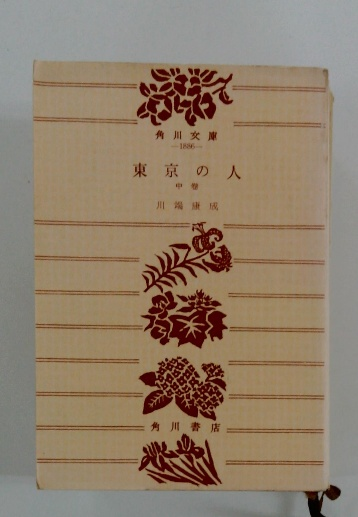 角川文庫
—1886—
東京の人
中巻
川端康成
角川書店